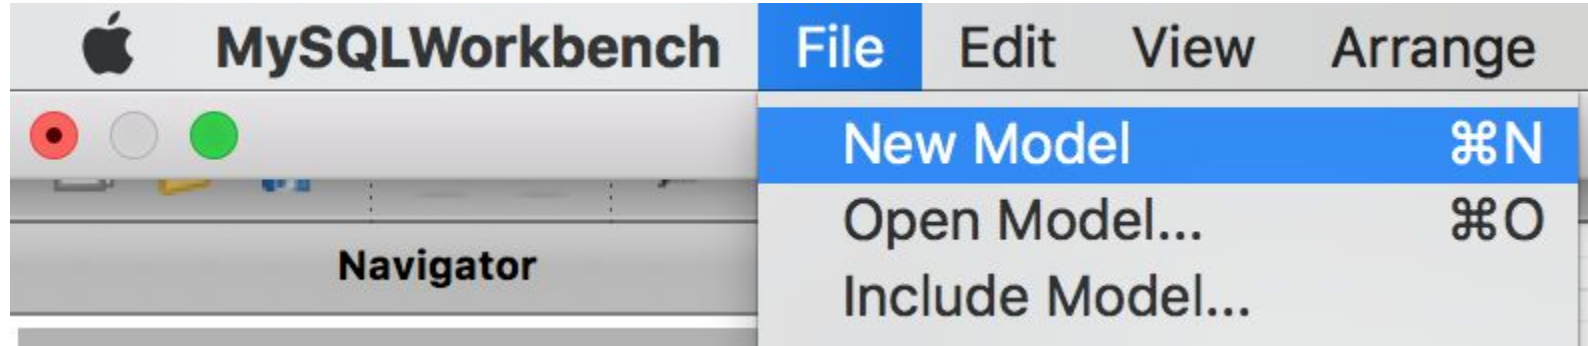 MySQLWorkbench File Edit View Arrange
New Model ⌘N
Open Model... ⌘O
Navigator
Include Model...